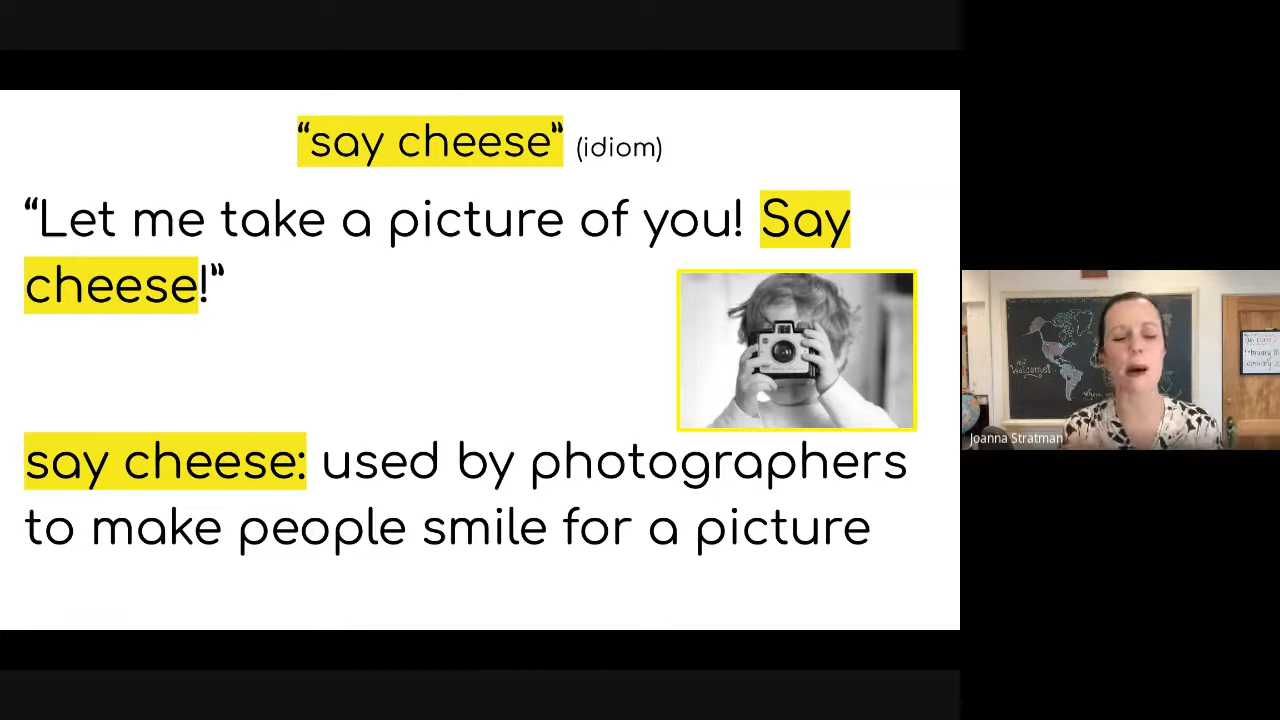 “say cheese” (idiom)
“Let me take a picture of you! Say
cheese!”
say cheese: used by photographers
to make people smile for a picture
Welcome!!
Joanna Stratman